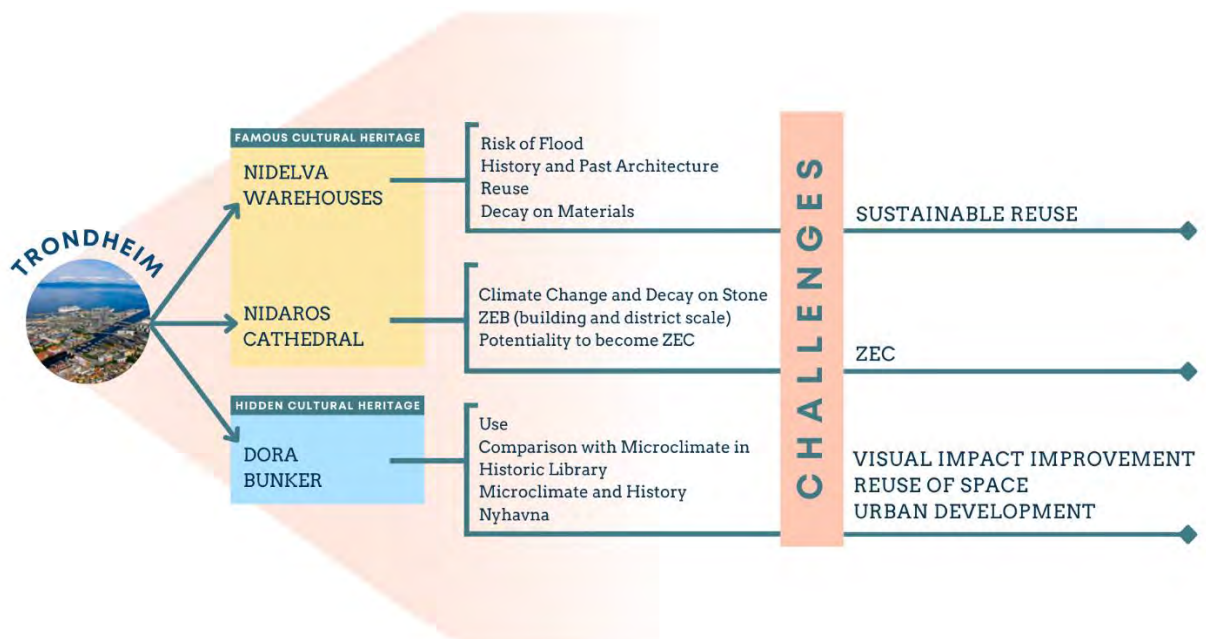 TRONDHEIM
FAMOUS CULTURAL HERITAGE
NIDELVA
WAREHOUSES
NIDAROS
CATHEDRAL
HIDDEN CULTURAL HERITAGE
DORA
BUNKER
Risk of Flood
History and Past Architecture
Reuse
Decay on Materials
Climate Change and Decay on Stone
ZEB (building and district scale)
Potentiality to become ZEC
Use
Comparison with Microclimate in
Historic Library
Microclimate and History
Nyhavna
CHALLENGES
SUSTAINABLE REUSE
ZEC
VISUAL IMPACT IMPROVEMENT
REUSE OF SPACE
URBAN DEVELOPMENT